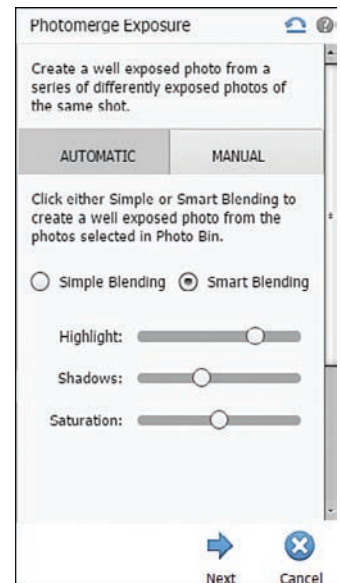 Photomerge Exposure
Create a well exposed photo from a
series of differently exposed photos of
the same shot.
AUTOMATIC MANUAL
Click either Simple or Smart Blending to
create a well exposed photo from the
photos selected in Photo Bin.
Simple Blending Smart Blending
Highlight:
Shadows:
Saturation:
Next Cancel